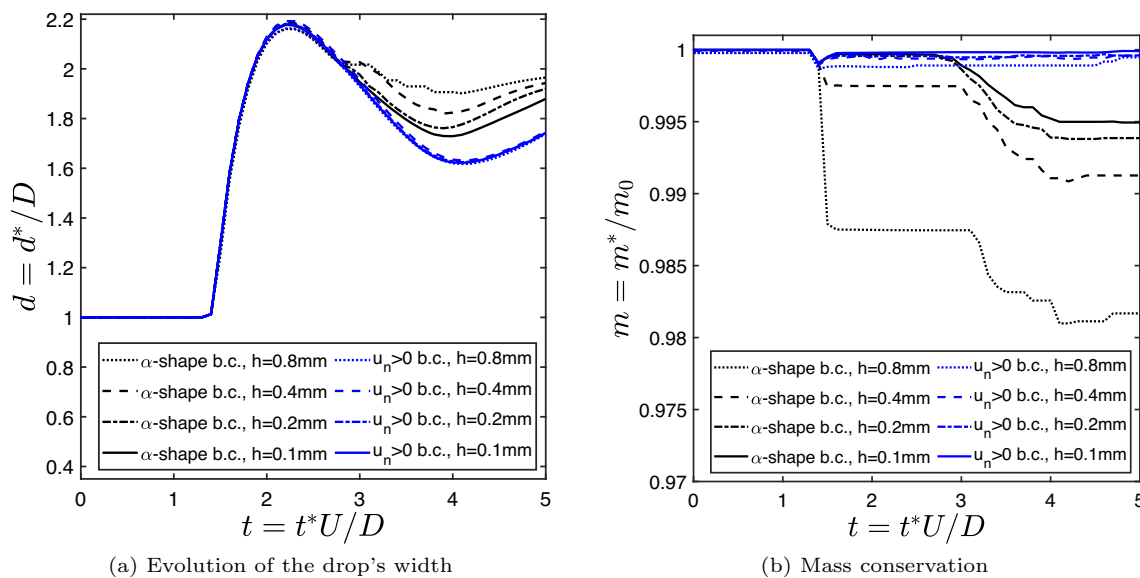 2.2
2
1.8
1.6
1.4
1.2
1
0.8
0.6
0.4
d = d*/D
α-shape b.c., h=0.8mm
α-shape b.c., h=0.4mm
α-shape b.c., h=0.2mm
α-shape b.c., h=0.1mm
u_n>0 b.c., h=0.8mm
u_n>0 b.c., h=0.4mm
u_n>0 b.c., h=0.2mm
u_n>0 b.c., h=0.1mm
0 1 2 3 4 5
t = t*U/D
(a) Evolution of the drop's width
1
0.995
0.99
0.985
0.98
0.975
0.97
m = m*/m₀
α-shape b.c., h=0.8mm
α-shape b.c., h=0.4mm
α-shape b.c., h=0.2mm
α-shape b.c., h=0.1mm
u_n>0 b.c., h=0.8mm
u_n>0 b.c., h=0.4mm
u_n>0 b.c., h=0.2mm
u_n>0 b.c., h=0.1mm
0 1 2 3 4 5
t = t*U/D
(b) Mass conservation